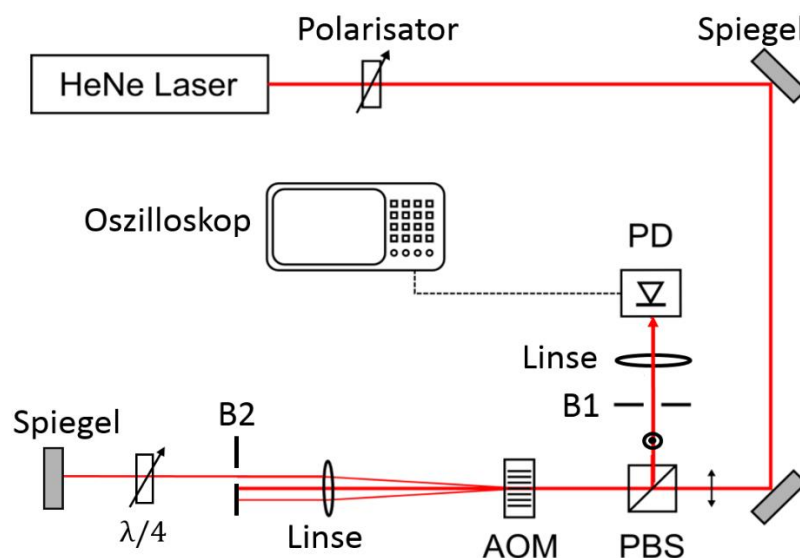 Polarisator
Spiegel
HeNe Laser
Oszilloskop
PD
Linse
B1
B2
Spiegel
λ/4
Linse
AOM
PBS